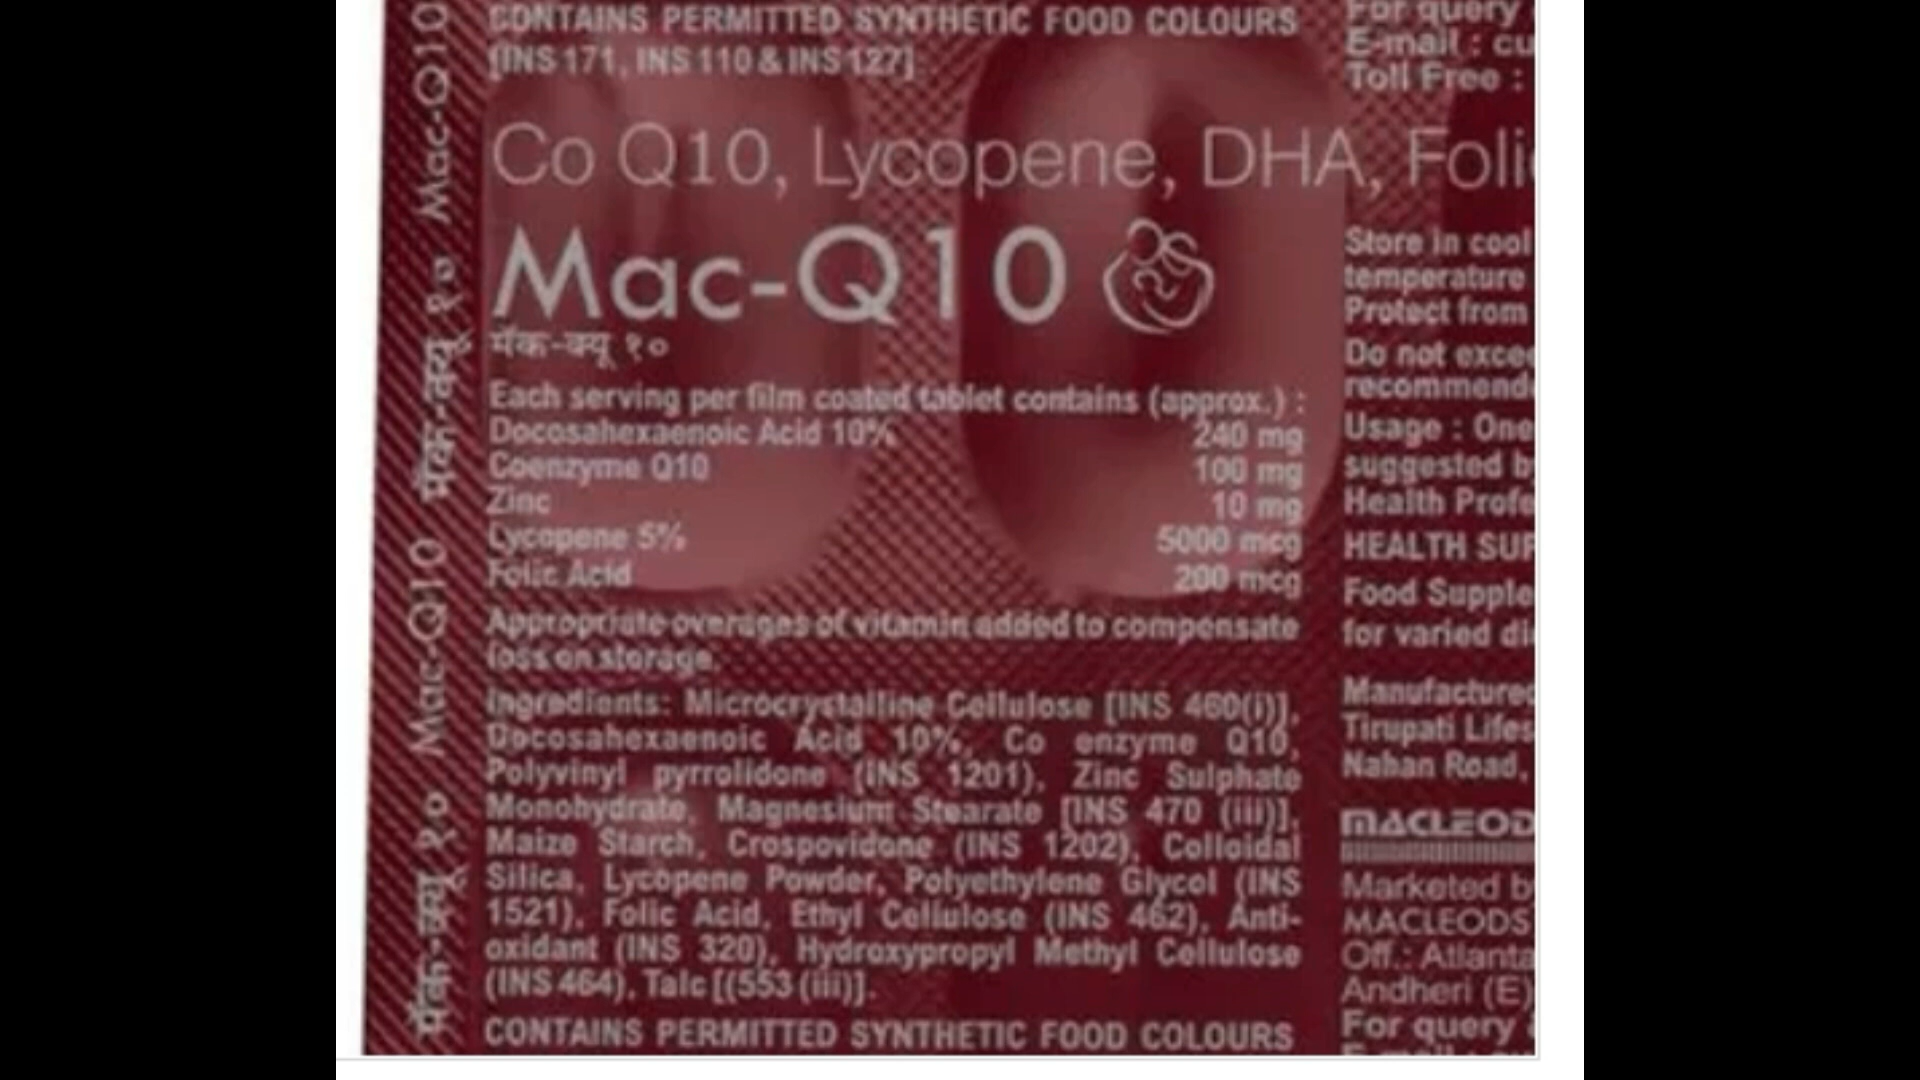 CONTAINS PERMITTED SYNTHETIC FOOD COLOURS
[INS 171, INS 110 & INS 127]
Co Q10, Lycopene, DHA, Foli
Mac-Q10
मॅक-क्यू १०
Each serving per film coated tablet contains (approx.) :
Docosahexaenoic Acid 10% 240 mg
Coenzyme Q10 100 mg
Zinc 10 mg
Lycopene 5% 5000 mcg
Folic Acid 200 mcg
Appropriate overages of vitamin added to compensate
loss on storage.
Ingredients: Microcrystalline Cellulose [INS 460(i)],
Docosahexaenoic Acid 10%, Co enzyme Q10,
Polyvinyl pyrrolidone (INS 1201), Zinc Sulphate
Monohydrate, Magnesium Stearate [INS 470 (iii)],
Maize Starch, Crospovidone (INS 1202), Colloidal
Silica, Lycopene Powder, Polyethylene Glycol (INS
1521), Folic Acid, Ethyl Cellulose (INS 462), Anti-
oxidant (INS 320), Hydroxypropyl Methyl Cellulose
(INS 464), Talc [(553 (iii)].
CONTAINS PERMITTED SYNTHETIC FOOD COLOURS
For query
E-mail : cu
Toll Free :
Store in cool
temperature
Protect from
Do not excee
recommende
Usage : One
suggested b
Health Profe
HEALTH SUP
Food Supple
for varied di
Manufacture
Tirupati Lifes
Nahan Road,
MACLEOD
Marketed b
MACLEODS
Off.: Atlanta
Andheri (E)
For query
Mac-Q10
मॅक-क्यू १०
Mac-Q10
मॅक-क्यू १०